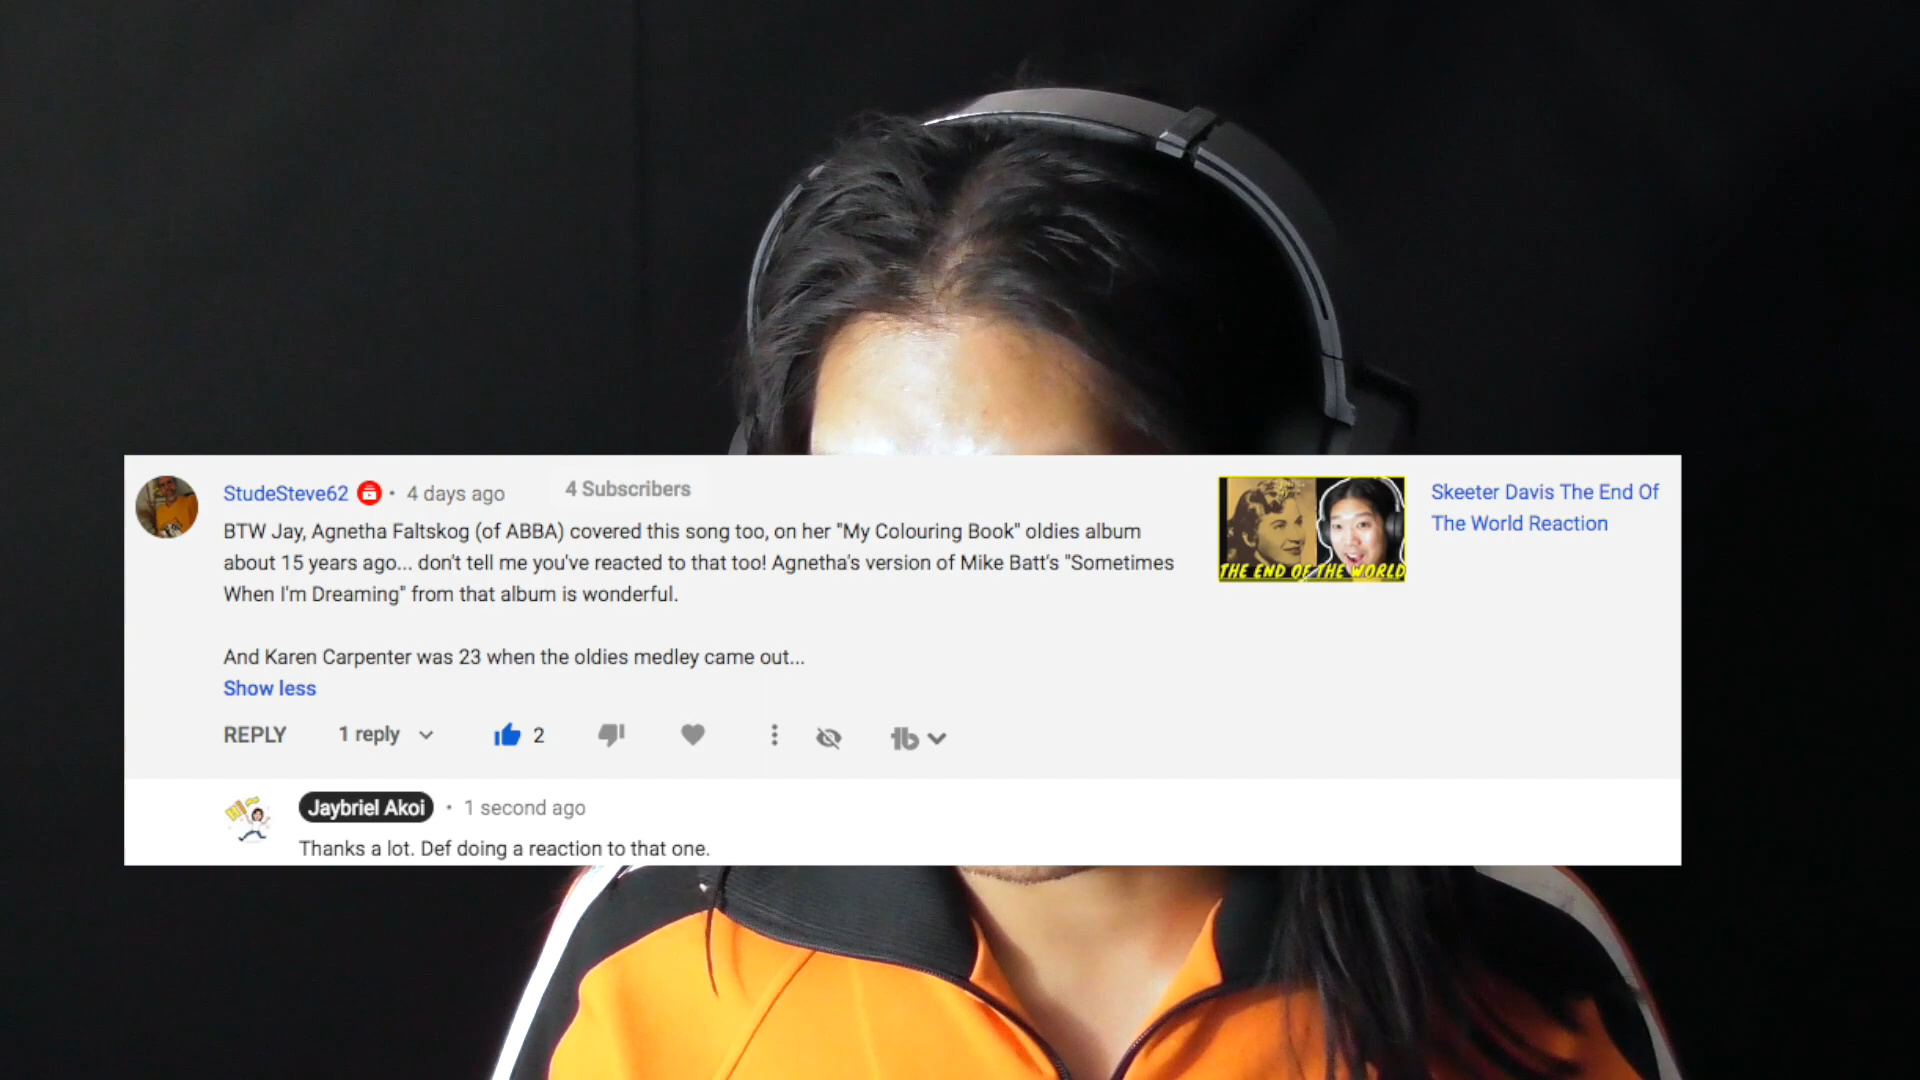 StudeSteve62 • 4 days ago 4 Subscribers
BTW Jay, Agnetha Faltskog (of ABBA) covered this song too, on her "My Colouring Book" oldies album
about 15 years ago... don't tell me you've reacted to that too! Agnetha's version of Mike Batt's "Sometimes
When I'm Dreaming" from that album is wonderful.
And Karen Carpenter was 23 when the oldies medley came out...
Show less
REPLY 1 reply 2
THE END OF THE WORLD
Skeeter Davis The End Of
The World Reaction
Jaybriel Akoi • 1 second ago
Thanks a lot. Def doing a reaction to that one.